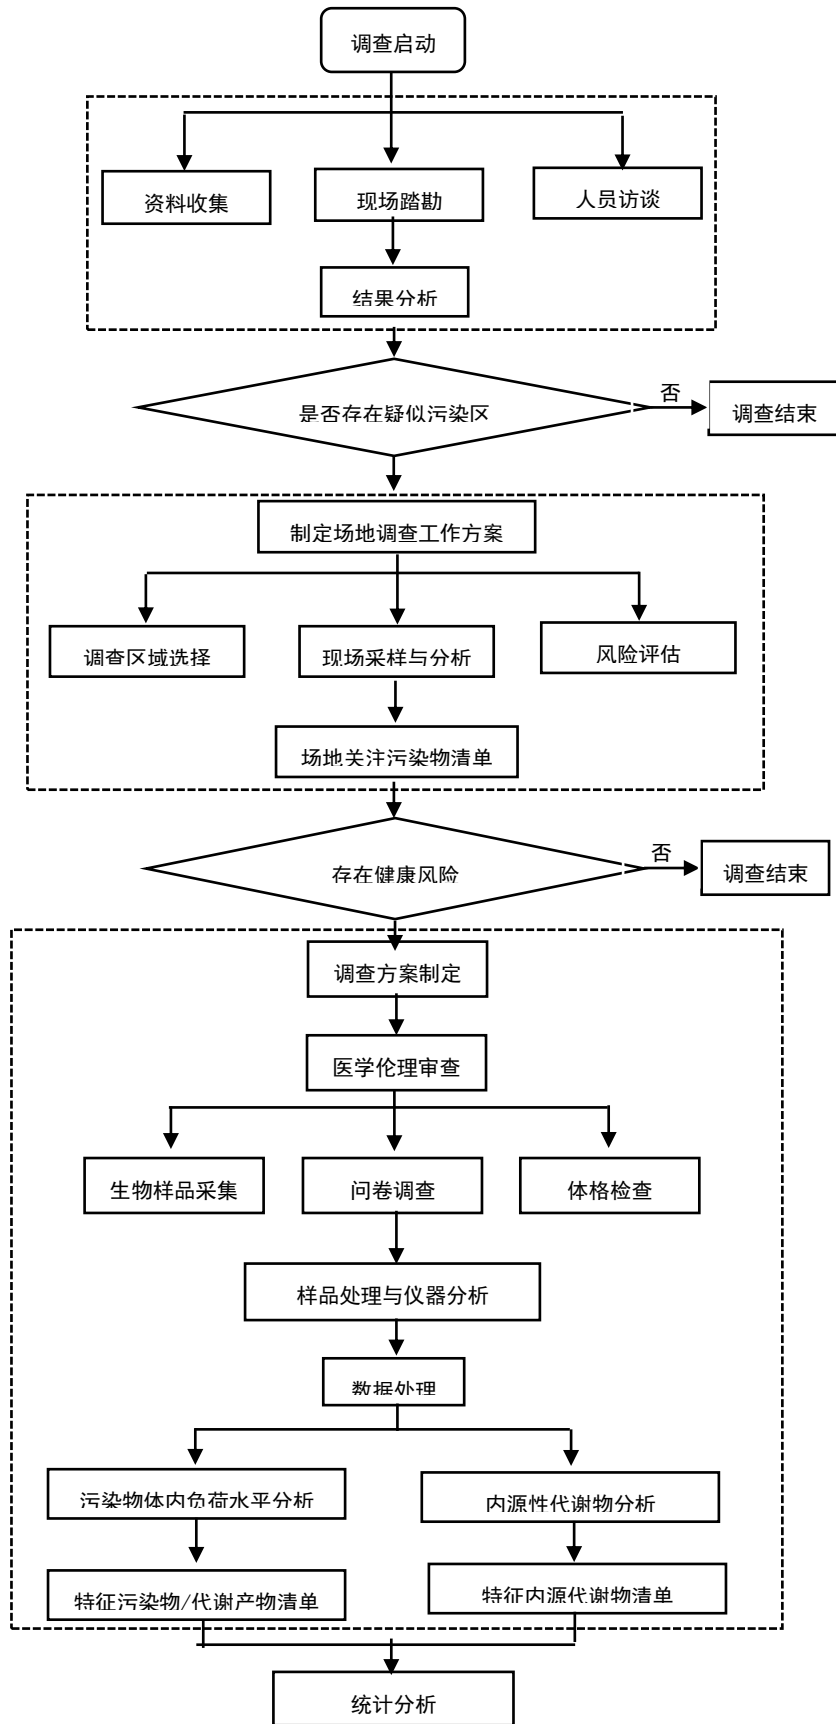 调查启动
资料收集
现场踏勘
人员访谈
结果分析
是否存在疑似污染区
否
调查结束
制定场地调查工作方案
调查区域选择
现场采样与分析
风险评估
场地关注污染物清单
存在健康风险
否
调查结束
调查方案制定
医学伦理审查
生物样品采集
问卷调查
体格检查
样品处理与仪器分析
数据处理
污染物体内负荷水平分析
内源性代谢物分析
特征污染物/代谢产物清单
特征内源代谢物清单
统计分析